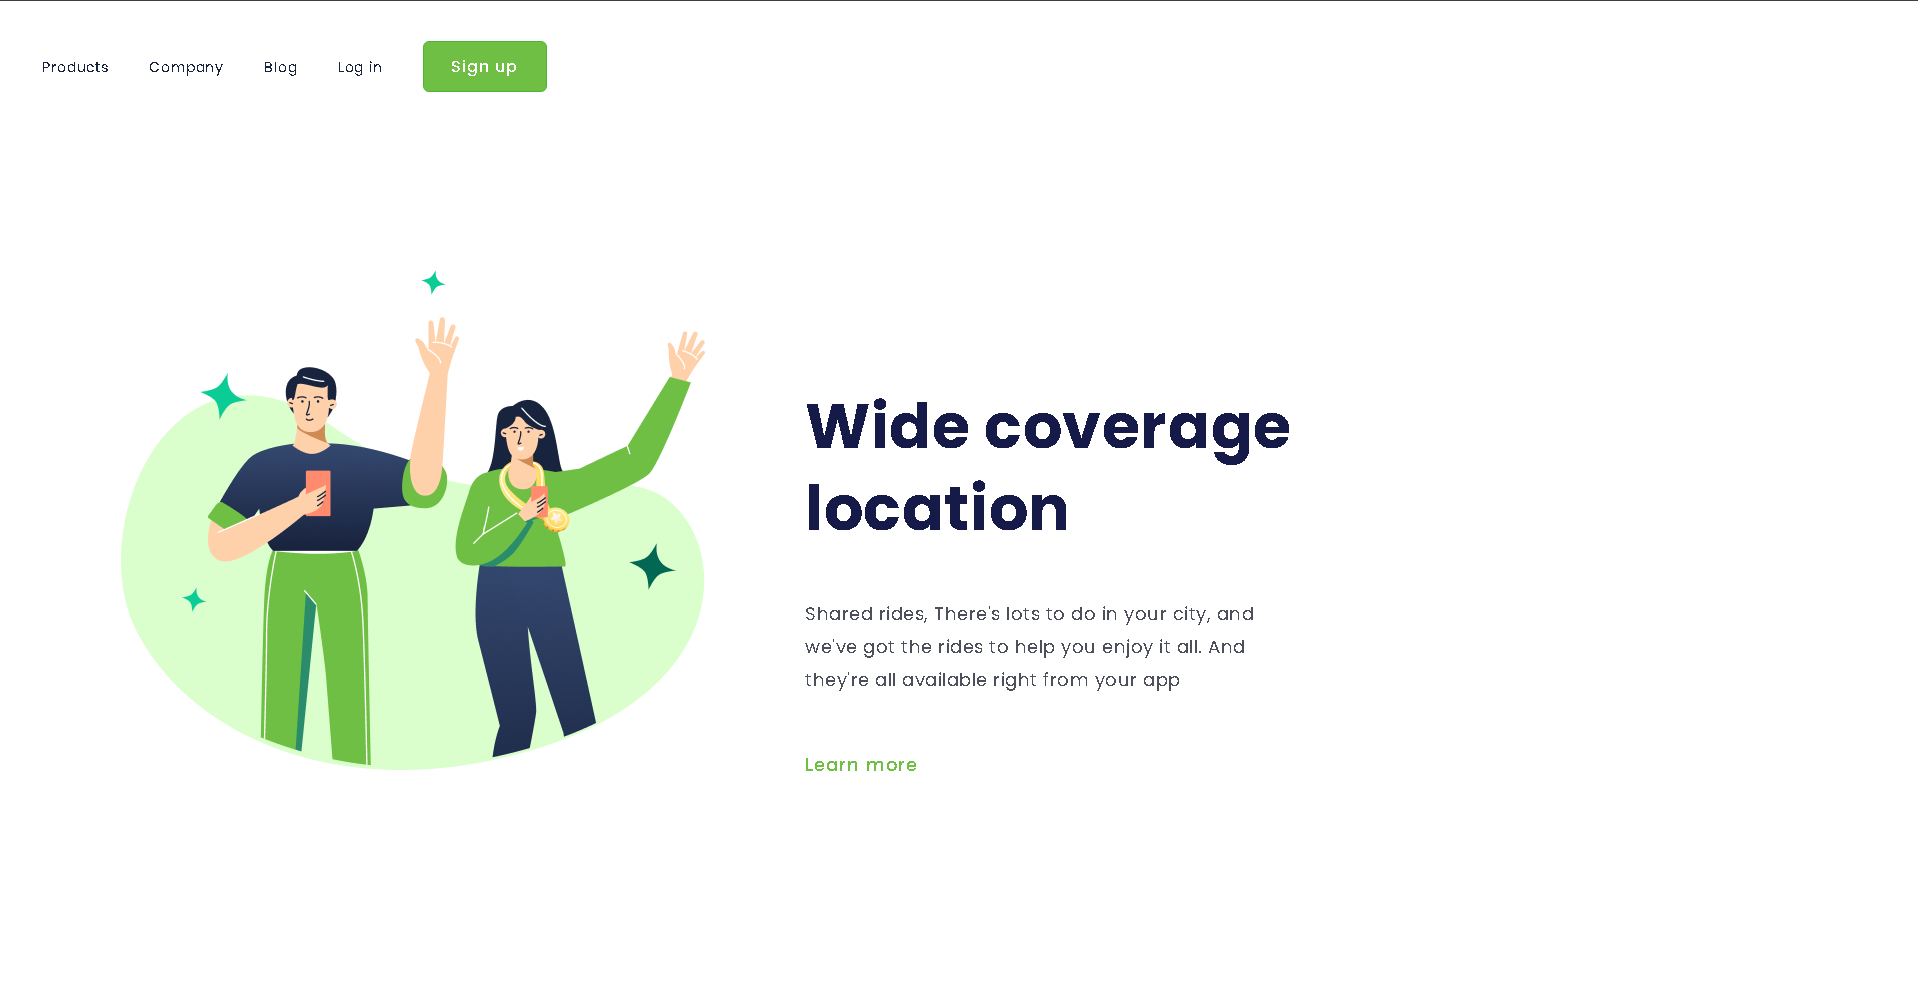 Products Company Blog Log in Sign up
Wide coverage
location
Shared rides, There's lots to do in your city, and
we've got the rides to help you enjoy it all. And
they're all available right from your app
Learn more